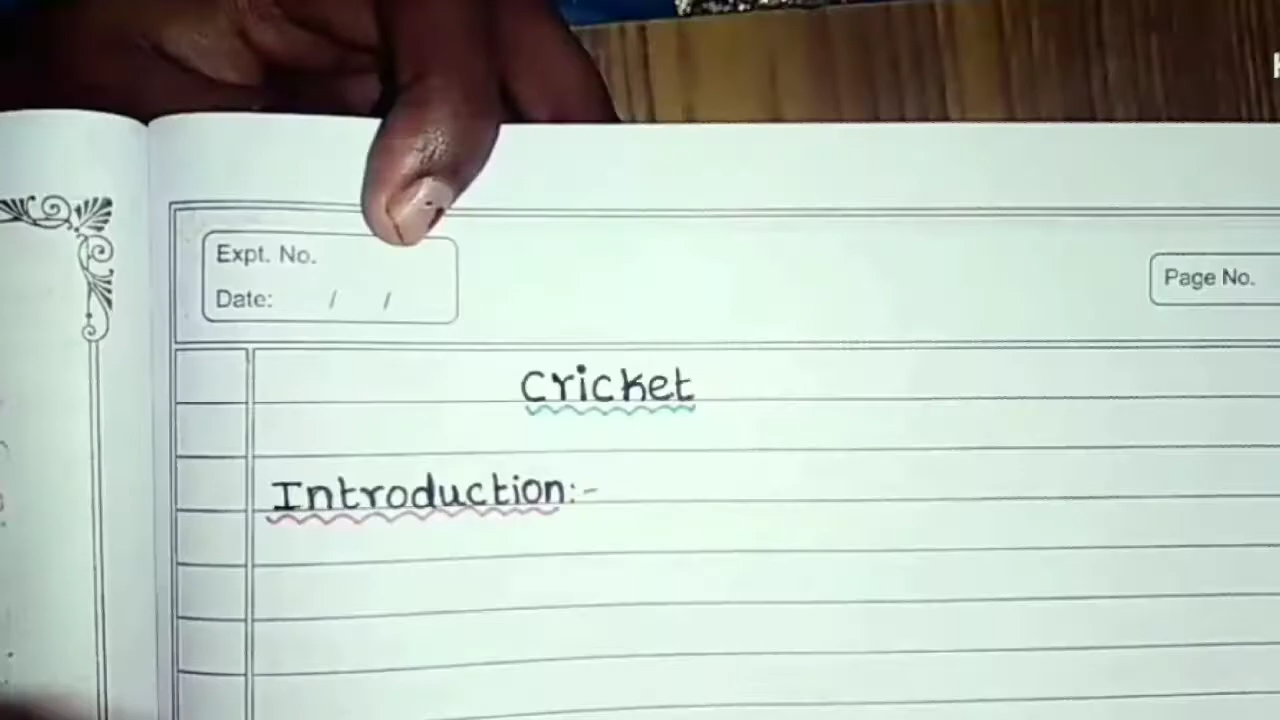 Expt. No.
Date: / /
Page No.
Cricket
Introduction:-